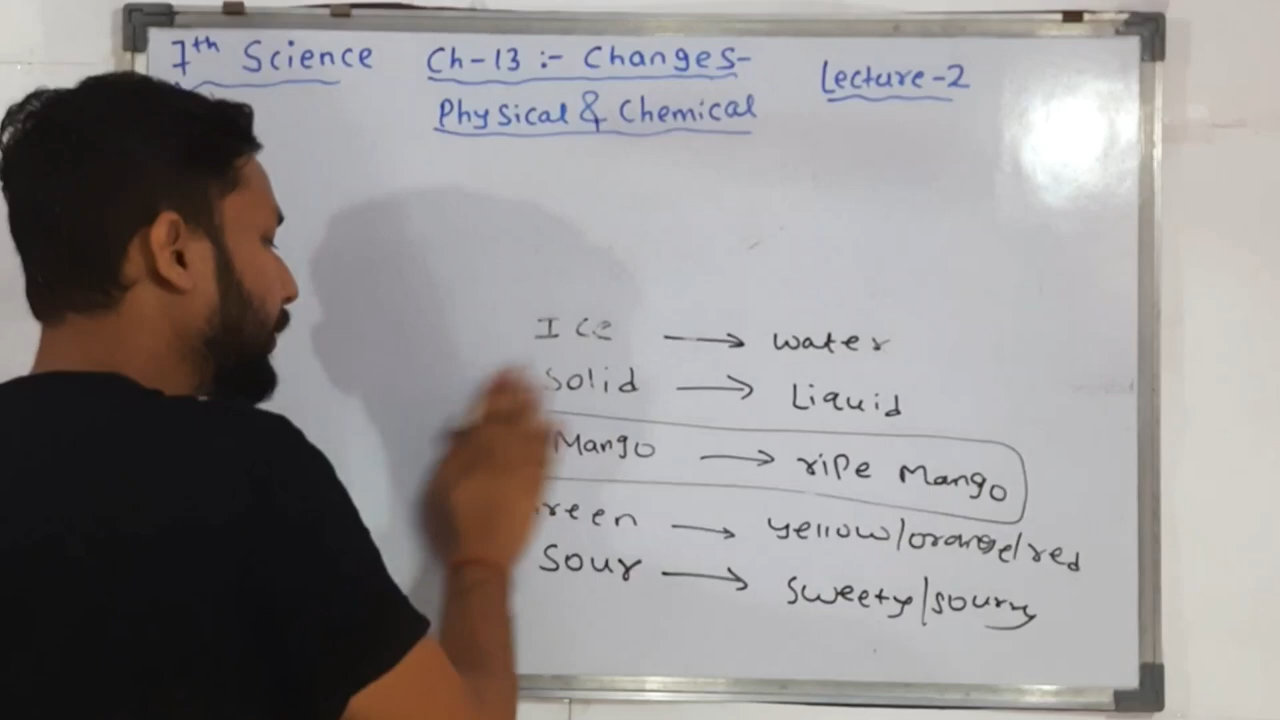 7th Science Ch-13 :- Changes- Lecture-2
Physical & Chemical
Ice → water
Solid → Liquid
Mango → ripe Mango
reen → yellow/orange/red
Sour → sweety/soury